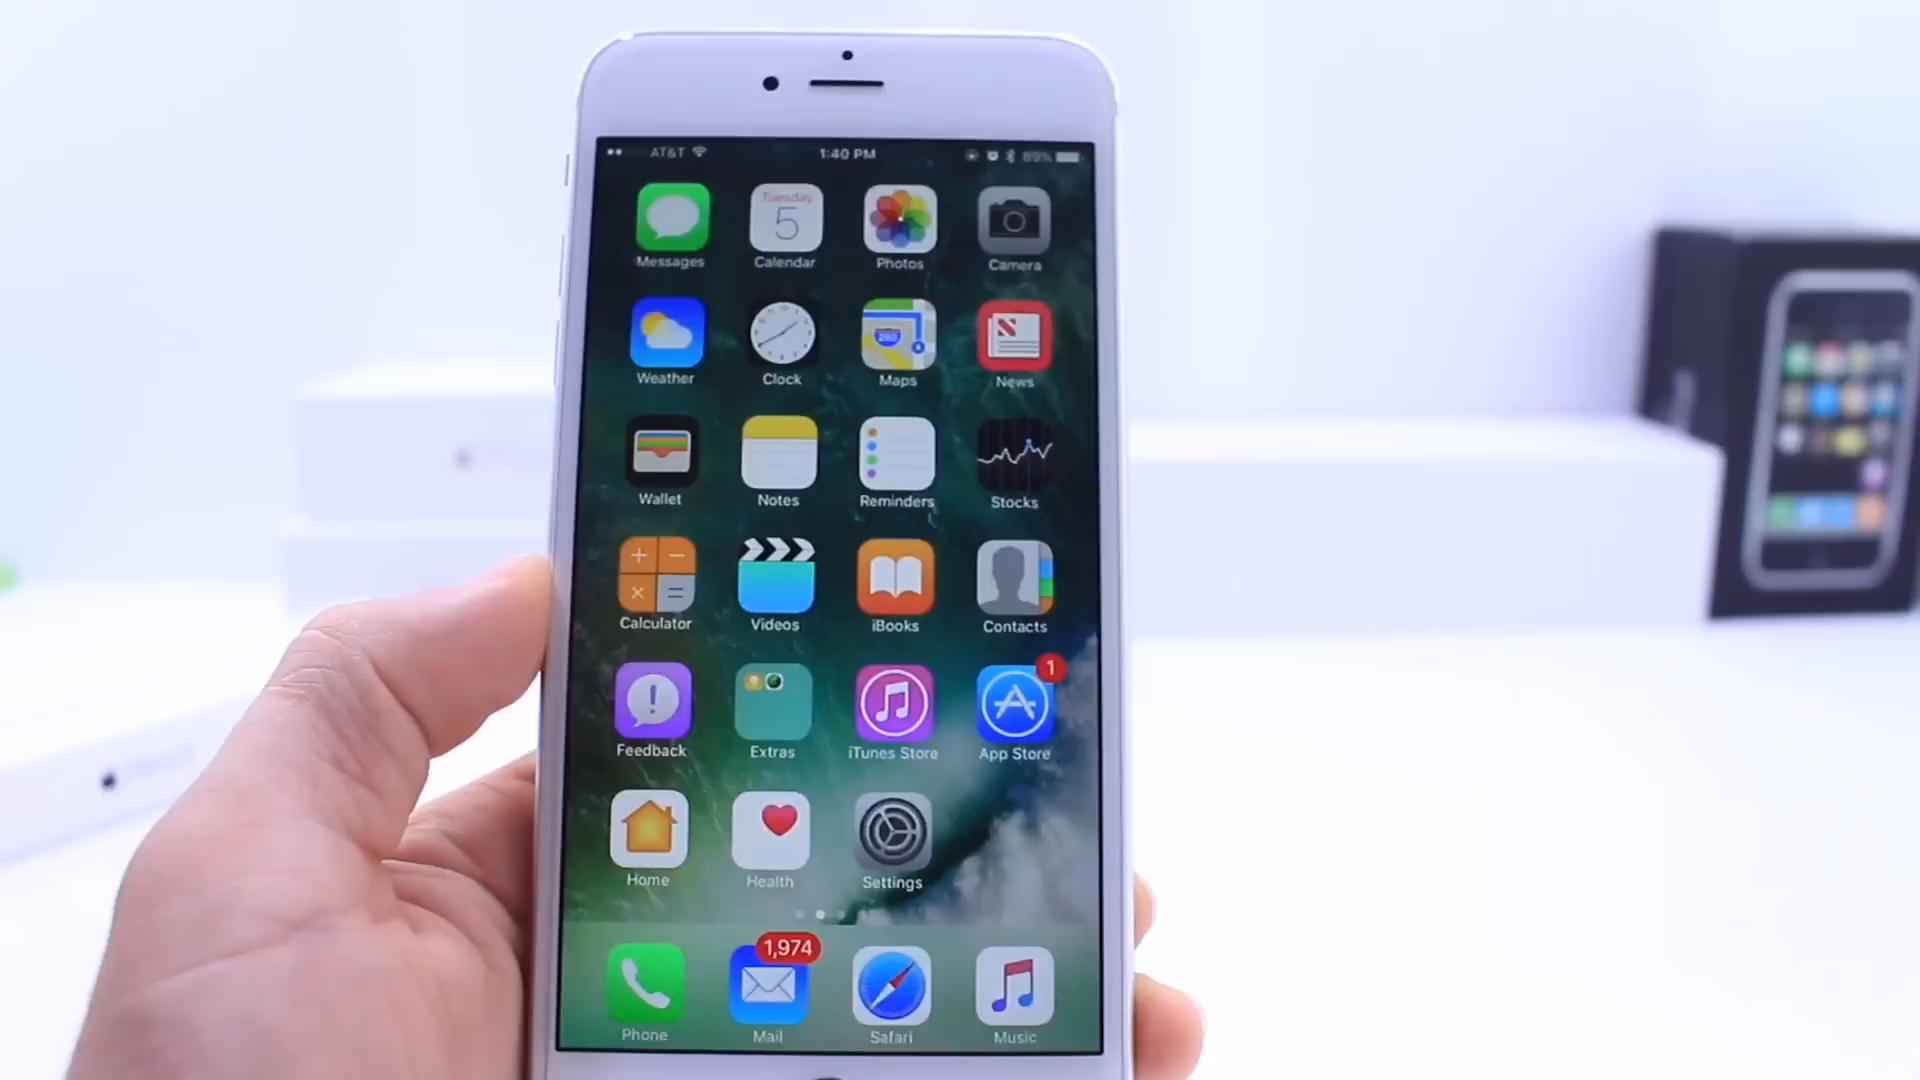 AT&T 1:40 PM 89%
Tuesday
5
Messages Calendar Photos Camera
280
Weather Clock Maps News
Wallet Notes Reminders Stocks
Calculator Videos iBooks Contacts
1
Feedback Extras iTunes Store App Store
Home Health Settings
1,974
Phone Mail Safari Music